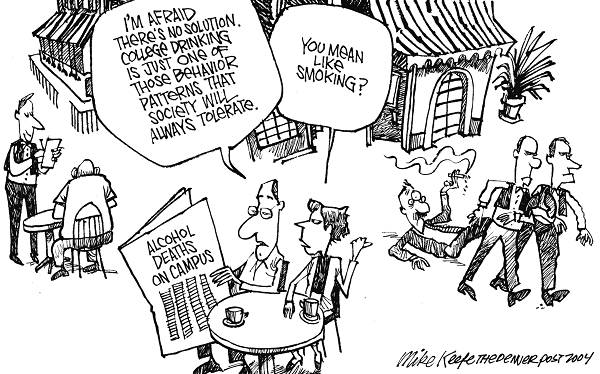 I'M AFRAID
THERE'S NO SOLUTION.
COLLEGE DRINKING
IS JUST ONE OF
THOSE BEHAVIOR
PATTERNS THAT
SOCIETY WILL
ALWAYS TOLERATE.
YOU MEAN
LIKE
SMOKING?
ALCOHOL
DEATHS
ON CAMPUS
Mike Keefe THE DENVER POST 2004